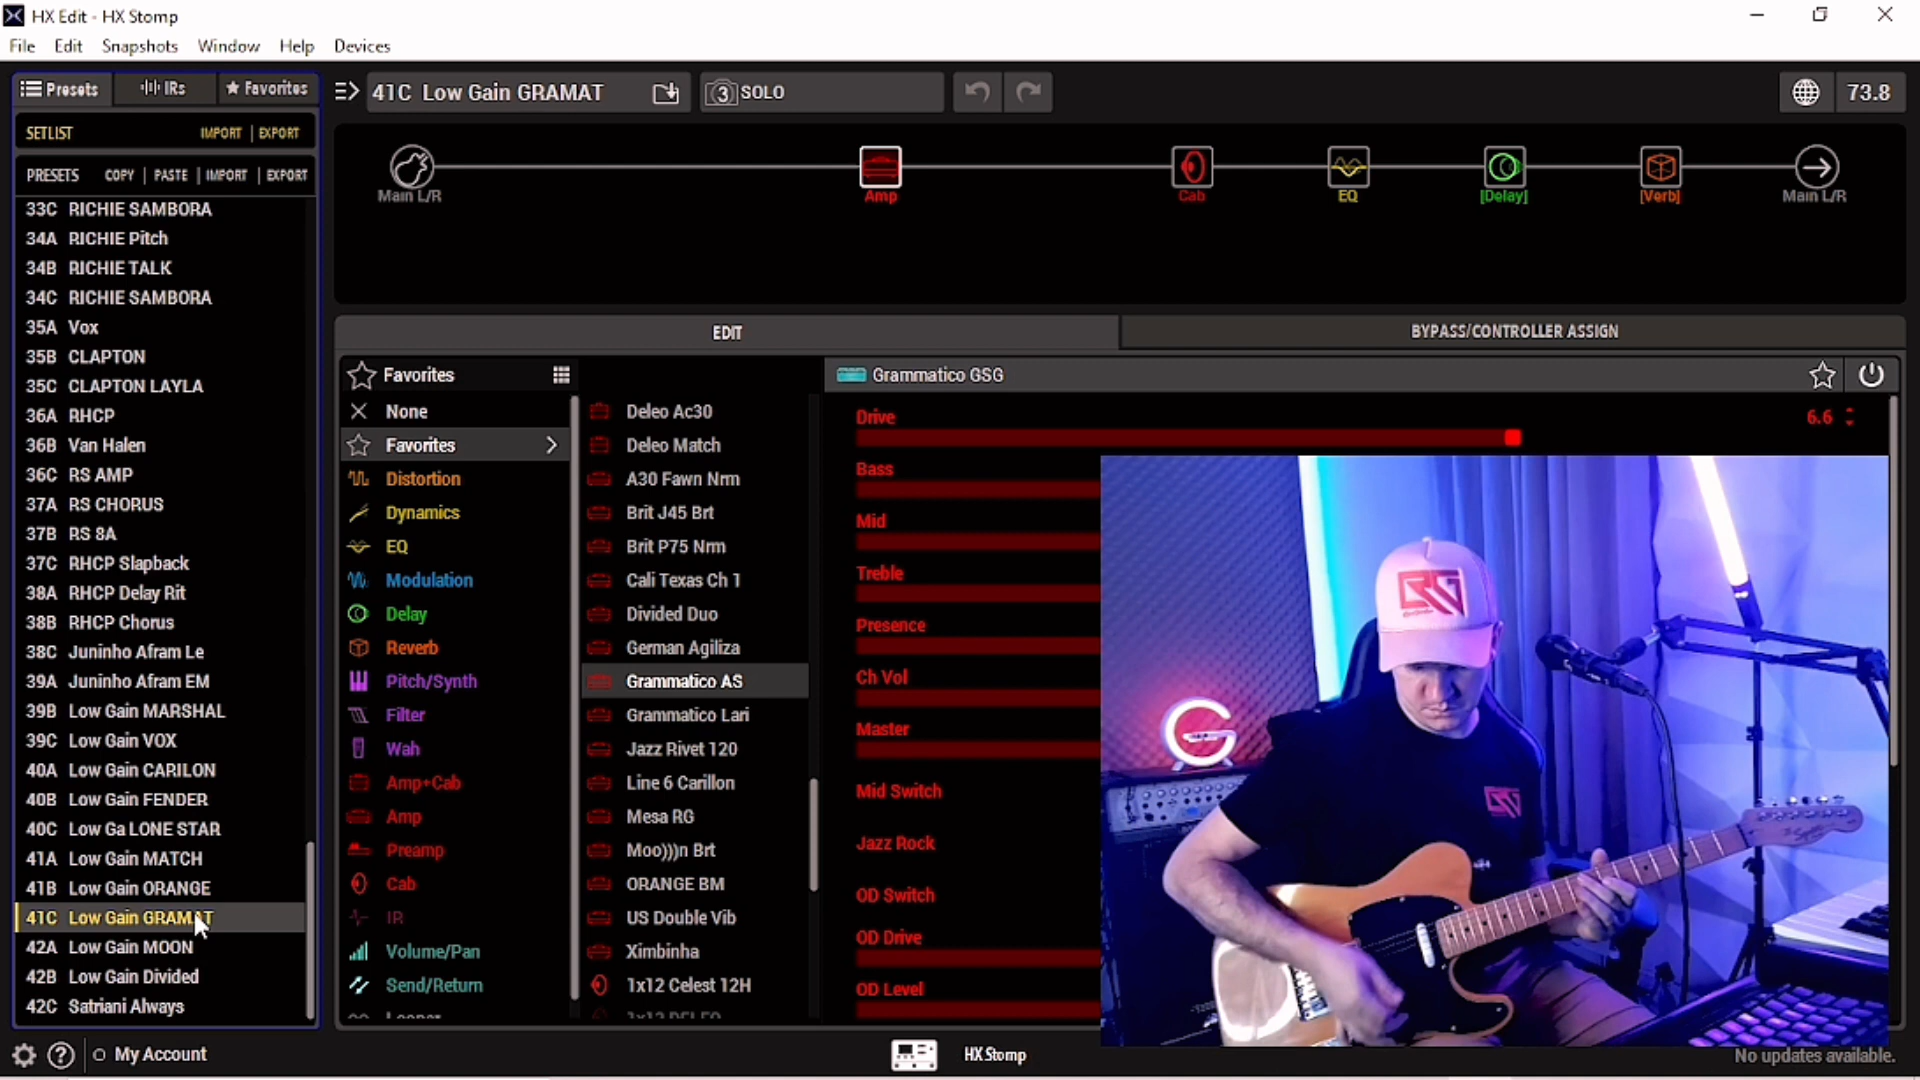 HX Edit - HX Stomp
File Edit Snapshots Window Help Devices
Presets IRs Favorites
41C Low Gain GRAMAT
3 SOLO
73.8
SETLIST IMPORT | EXPORT
PRESETS COPY | PASTE | IMPORT | EXPORT
33C RICHIE SAMBORA
34A RICHIE Pitch
34B RICHIE TALK
34C RICHIE SAMBORA
35A Vox
35B CLAPTON
35C CLAPTON LAYLA
36A RHCP
36B Van Halen
36C RS AMP
37A RS CHORUS
37B RS 8A
37C RHCP Slapback
38A RHCP Delay Rit
38B RHCP Chorus
38C Juninho Afram Le
39A Juninho Afram EM
39B Low Gain MARSHAL
39C Low Gain VOX
40A Low Gain CARILON
40B Low Gain FENDER
40C Low Ga LONE STAR
41A Low Gain MATCH
41B Low Gain ORANGE
41C Low Gain GRAMAT
42A Low Gain MOON
42B Low Gain Divided
42C Satriani Always
Main L/R Amp Cab EQ [Delay] [Verb] Main L/R
EDIT BYPASS/CONTROLLER ASSIGN
Favorites
None
Favorites
Distortion
Dynamics
EQ
Modulation
Delay
Reverb
Pitch/Synth
Filter
Wah
Amp+Cab
Amp
Preamp
Cab
IR
Volume/Pan
Send/Return
Looper
Deleo Ac30
Deleo Match
A30 Fawn Nrm
Brit J45 Brt
Brit P75 Nrm
Cali Texas Ch 1
Divided Duo
German Agiliza
Grammatico AS
Grammatico Lari
Jazz Rivet 120
Line 6 Carillon
Mesa RG
Moo)))n Brt
ORANGE BM
US Double Vib
Ximbinha
1x12 Celest 12H
Grammatico GSG
Drive 6.6
Bass
Mid
Treble
Presence
Ch Vol
Master
Mid Switch
Jazz Rock
OD Switch
OD Drive
OD Level
RG
My Account
HX Stomp
No updates available.